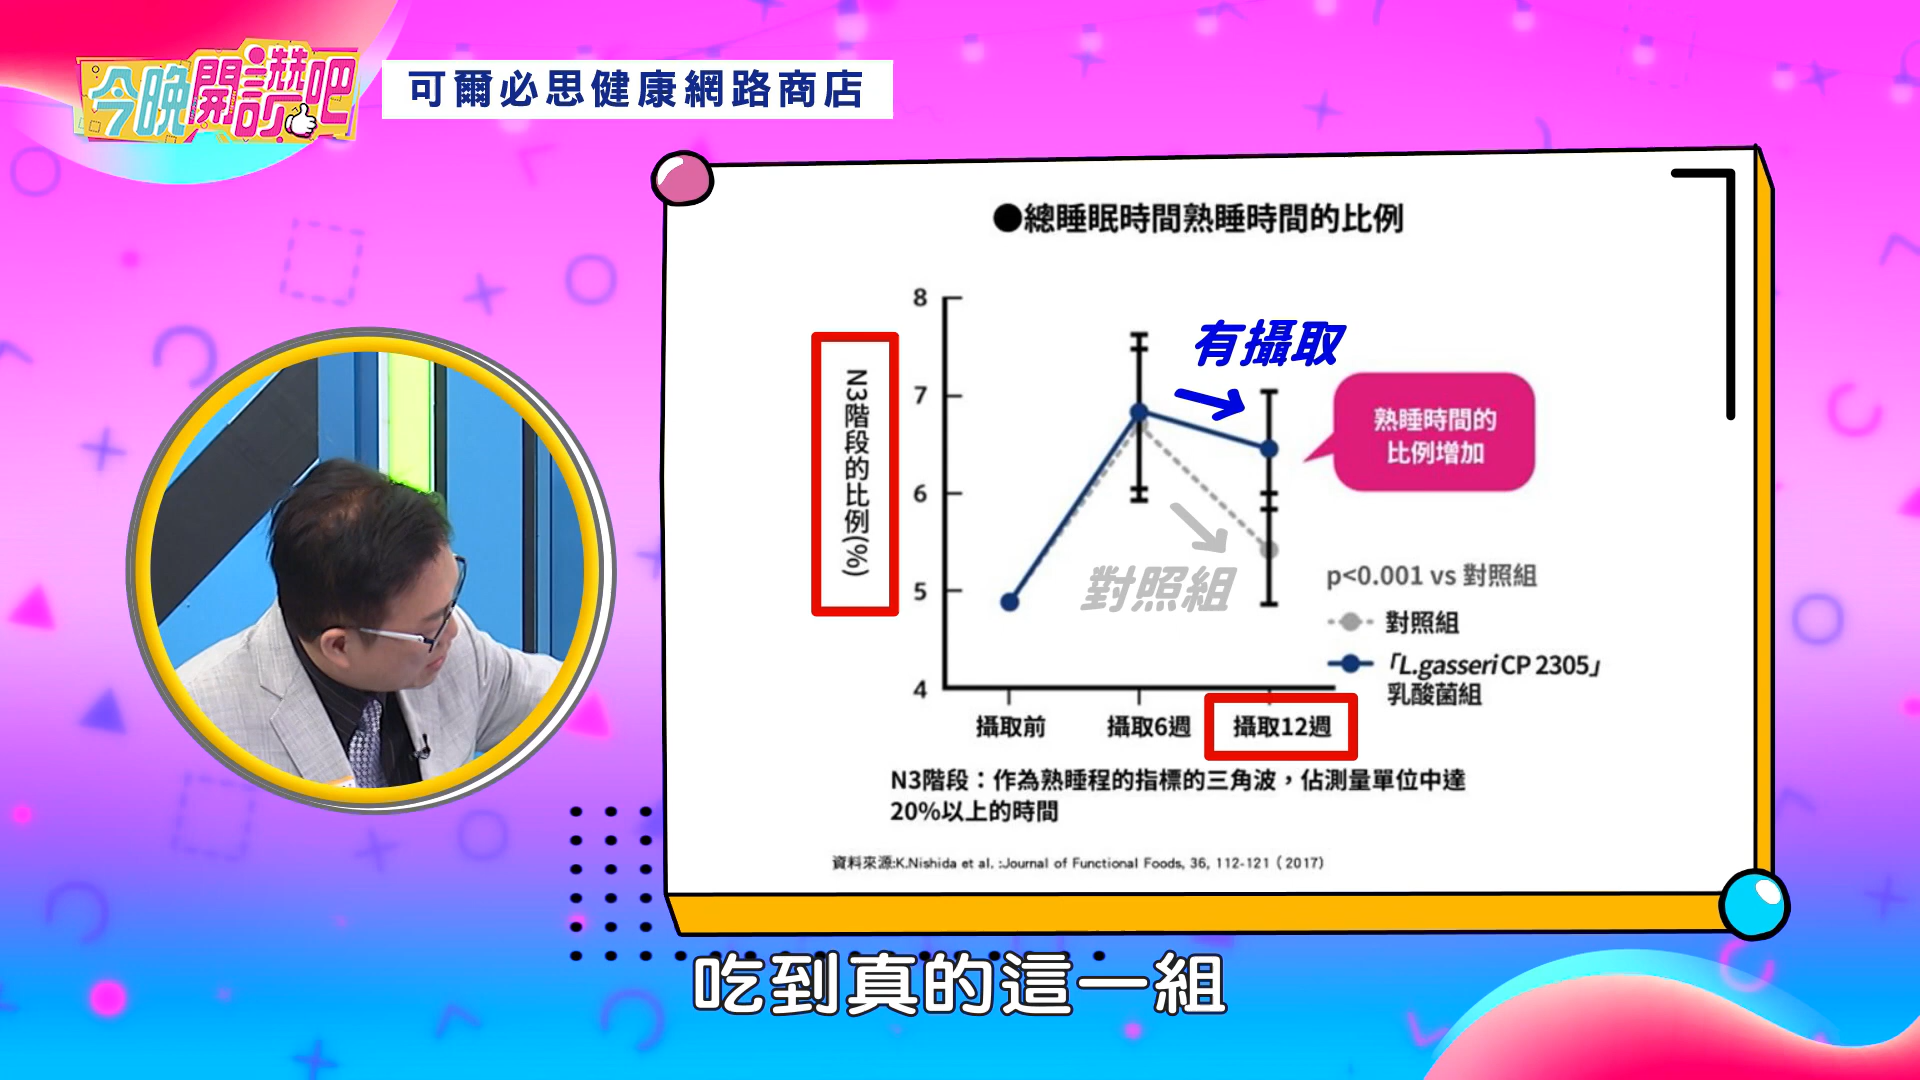 今晚開讚吧
可爾必思健康網路商店
●總睡眠時間熟睡時間的比例
N3階段的比例(%)
8
7
6
5
4
有攝取
熟睡時間的
比例增加
對照組
p<0.001 vs 對照組
對照組
「L.gasseri CP 2305」
乳酸菌組
攝取前
攝取6週
攝取12週
N3階段：作為熟睡程的指標的三角波，佔測量單位中達
20%以上的時間
資料來源:K.Nishida et al. :Journal of Functional Foods, 36, 112-121（2017）
吃到真的這一組